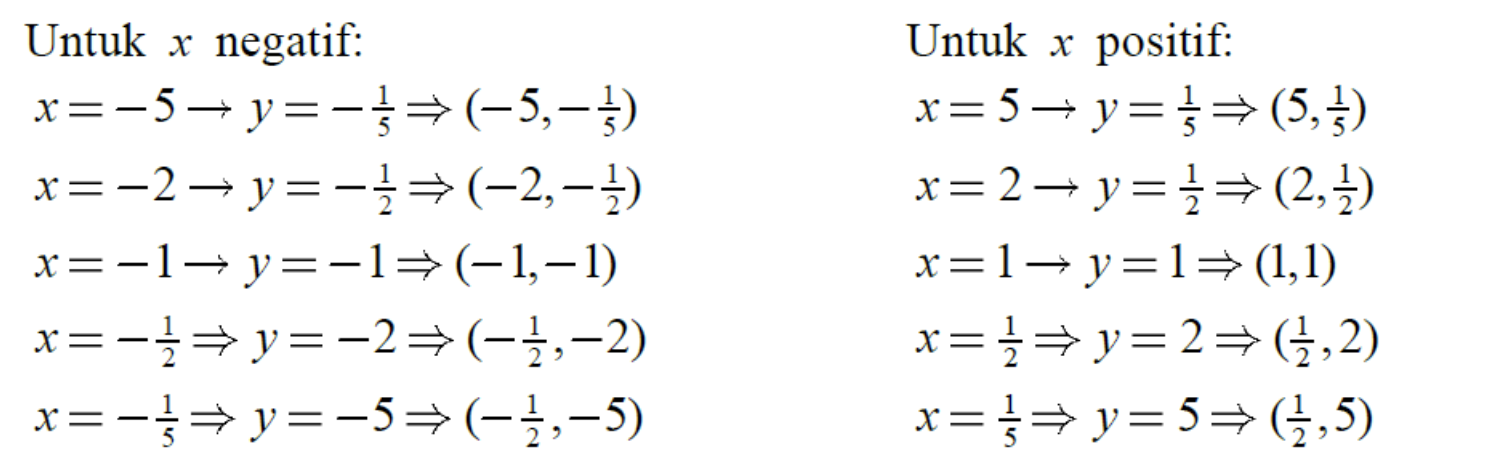 Untuk x negatif:
x = −5 → y = −1/5 ⇒ (−5, −1/5)
x = −2 → y = −1/2 ⇒ (−2, −1/2)
x = −1 → y = −1 ⇒ (−1, −1)
x = −1/2 ⇒ y = −2 ⇒ (−1/2, −2)
x = −1/5 ⇒ y = −5 ⇒ (−1/2, −5)
Untuk x positif:
x = 5 → y = 1/5 ⇒ (5, 1/5)
x = 2 → y = 1/2 ⇒ (2, 1/2)
x = 1 → y = 1 ⇒ (1, 1)
x = 1/2 ⇒ y = 2 ⇒ (1/2, 2)
x = 1/5 ⇒ y = 5 ⇒ (1/2, 5)